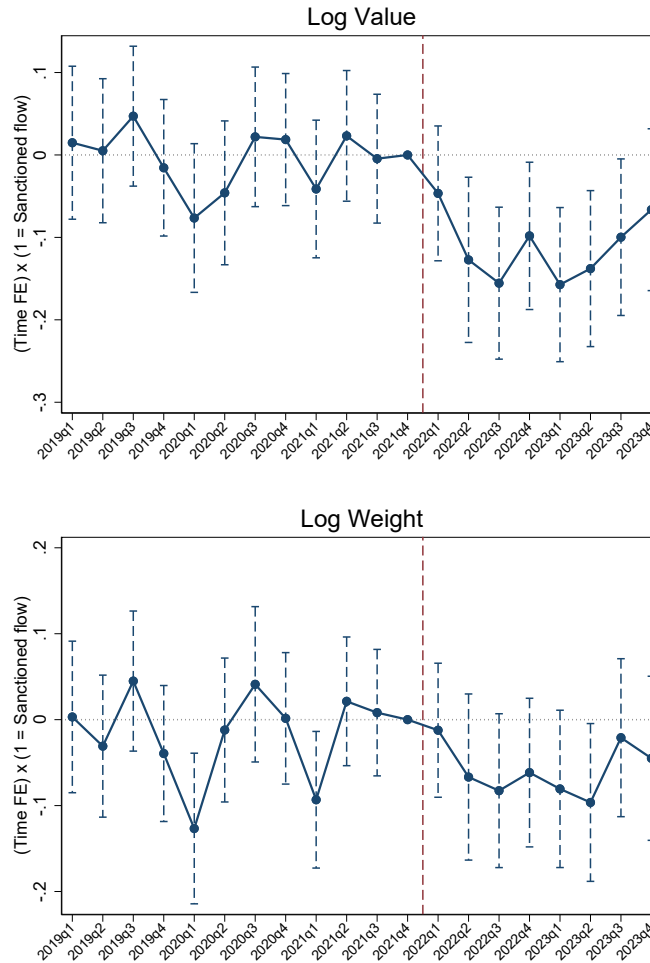 Log Value
(Time FE) x (1 = Sanctioned flow)
.1
0
-.1
-.2
-.3
2019q1
2019q2
2019q3
2019q4
2020q1
2020q2
2020q3
2020q4
2021q1
2021q2
2021q3
2021q4
2022q1
2022q2
2022q3
2022q4
2023q1
2023q2
2023q3
2023q4
Log Weight
(Time FE) x (1 = Sanctioned flow)
.2
.1
0
-.1
-.2
2019q1
2019q2
2019q3
2019q4
2020q1
2020q2
2020q3
2020q4
2021q1
2021q2
2021q3
2021q4
2022q1
2022q2
2022q3
2022q4
2023q1
2023q2
2023q3
2023q4